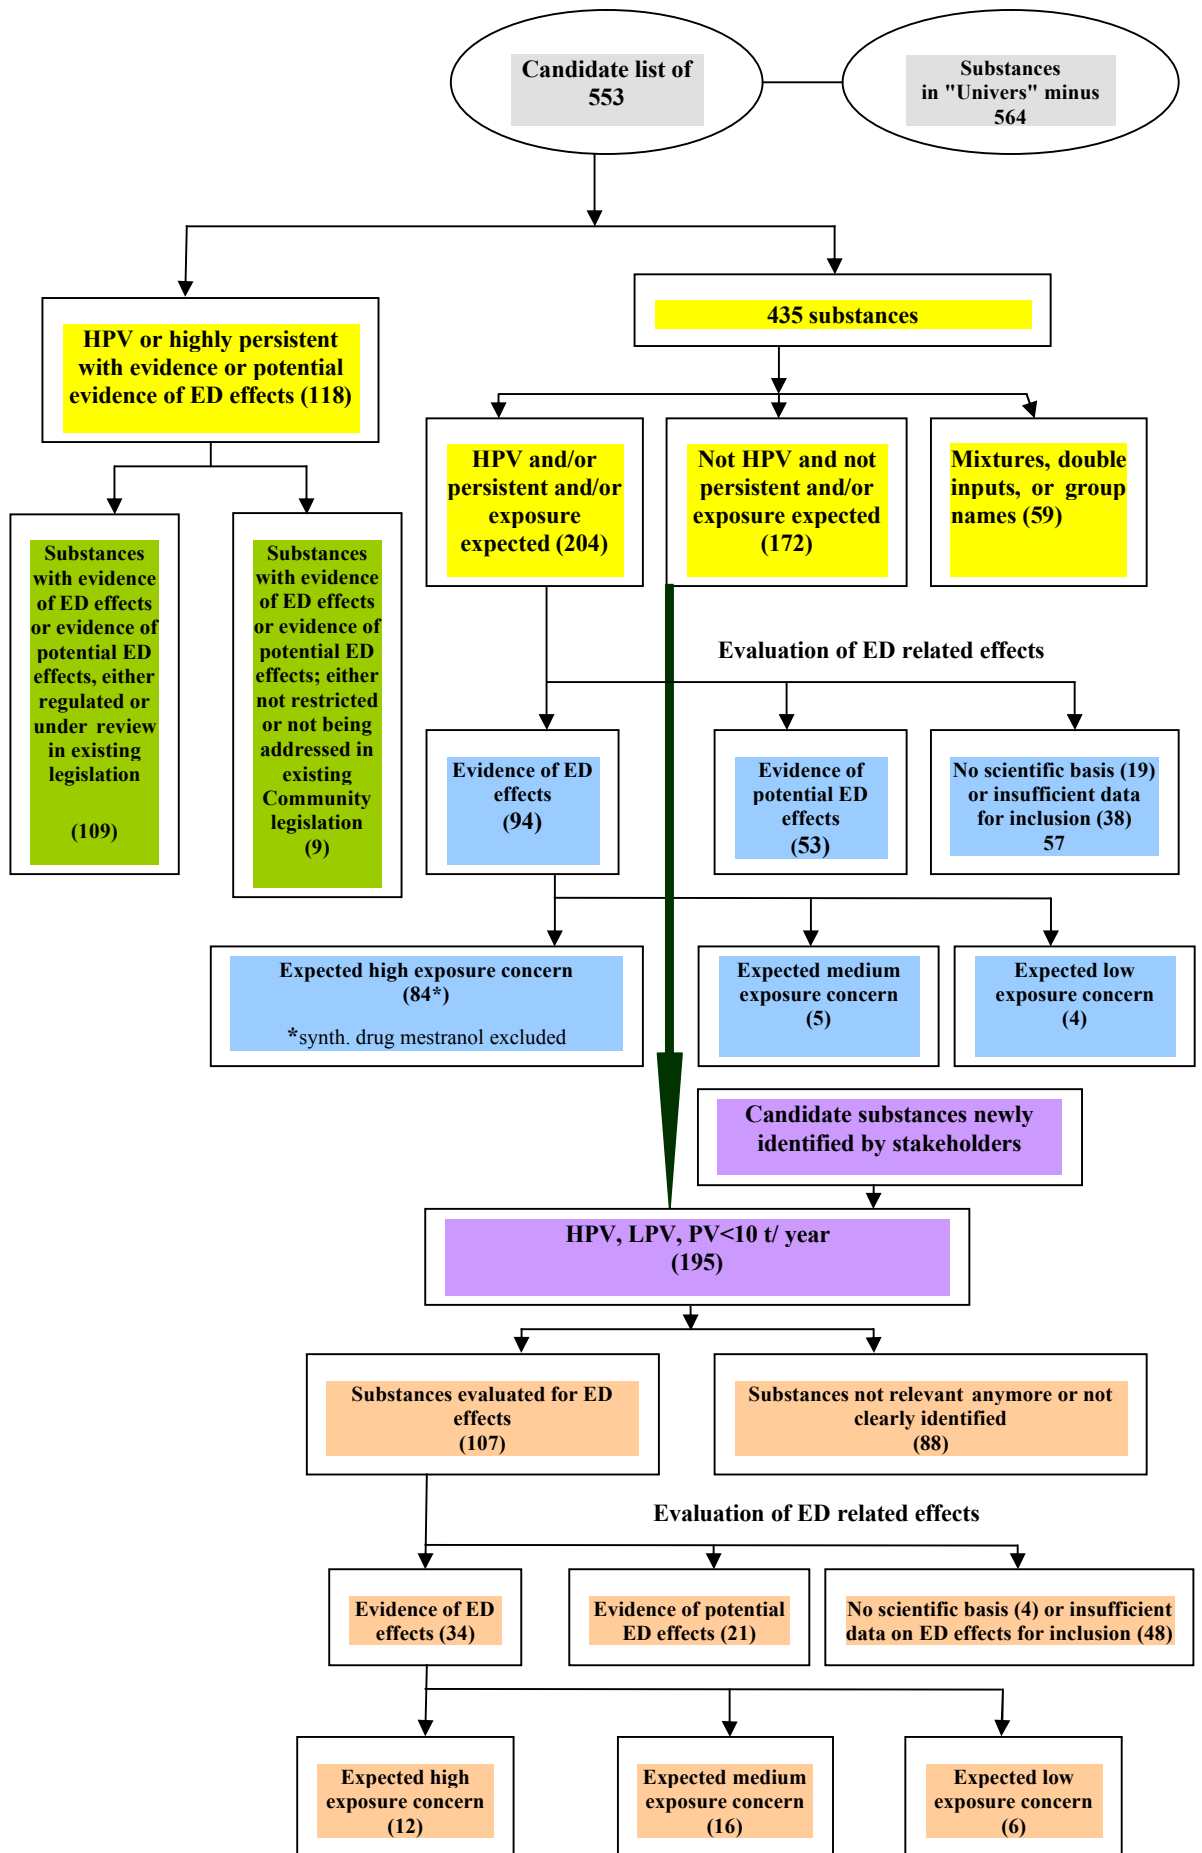 Candidate list of
553
Substances
in "Univers" minus
564
HPV or highly persistent
with evidence or potential
evidence of ED effects (118)
435 substances
HPV and/or
persistent and/or
exposure
expected (204)
Not HPV and not
persistent and/or
exposure expected
(172)
Mixtures, double
inputs, or group
names (59)
Substances
with evidence
of ED effects
or evidence of
potential ED
effects, either
regulated or
under review
in existing
legislation
(109)
Substances
with evidence
of ED effects
or evidence of
potential ED
effects; either
not restricted
or not being
addressed in
existing
Community
legislation
(9)
Evaluation of ED related effects
Evidence of ED
effects
(94)
Evidence of
potential ED
effects
(53)
No scientific basis (19)
or insufficient data
for inclusion (38)
57
Expected high exposure concern
(84*)
*synth. drug mestranol excluded
Expected medium
exposure concern
(5)
Expected low
exposure concern
(4)
Candidate substances newly
identified by stakeholders
HPV, LPV, PV<10 t/ year
(195)
Substances evaluated for ED
effects
(107)
Substances not relevant anymore or not
clearly identified
(88)
Evaluation of ED related effects
Evidence of ED
effects (34)
Evidence of potential
ED effects (21)
No scientific basis (4) or insufficient
data on ED effects for inclusion (48)
Expected high
exposure concern
(12)
Expected medium
exposure concern
(16)
Expected low
exposure concern
(6)